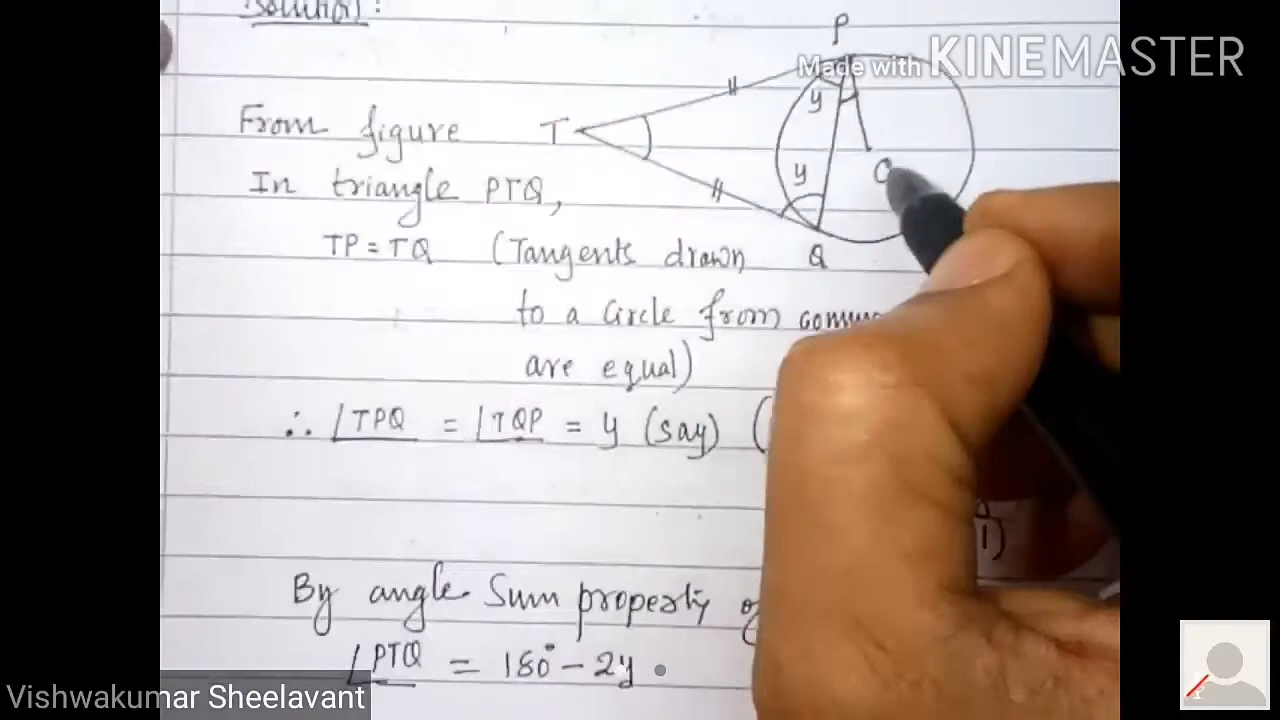 Solution:
P
Made with KINEMASTER
y
From figure T
O
y
In triangle PTQ,
TP = TQ (Tangents drawn Q
to a circle from
are equal)
∴ ∠TPQ = ∠TQP = y (say) (
1)
By angle Sum property
∠PTQ = 180° - 2y
Vishwakumar Sheelavant